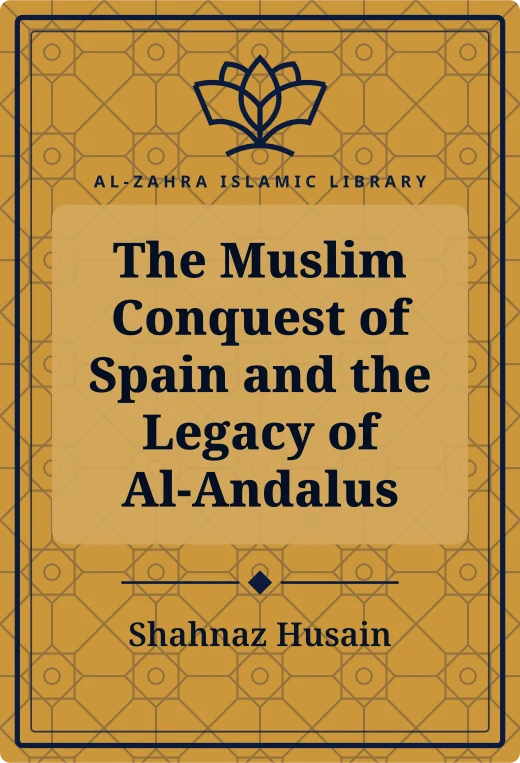 AL-ZAHRA ISLAMIC LIBRARY
The Muslim
Conquest of
Spain and the
Legacy of
Al-Andalus
Shahnaz Husain